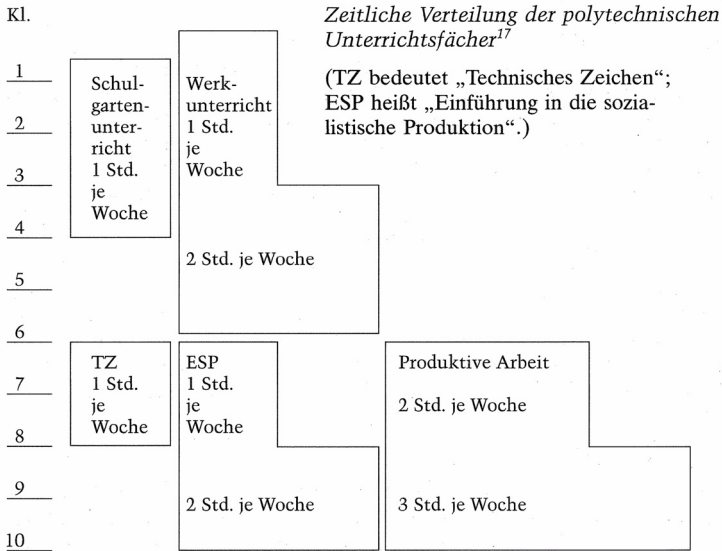 Kl.
Zeitliche Verteilung der polytechnischen
Unterrichtsfächer17
(TZ bedeutet „Technisches Zeichen“;
ESP heißt „Einführung in die sozia-
listische Produktion“.)
1
2
3
4
5
6
7
8
9
10
Schul-
garten-
unter-
richt
1 Std.
je
Woche
Werk-
unterricht
1 Std.
je
Woche
2 Std. je Woche
TZ
1 Std.
je
Woche
ESP
1 Std.
je
Woche
2 Std. je Woche
Produktive Arbeit
2 Std. je Woche
3 Std. je Woche